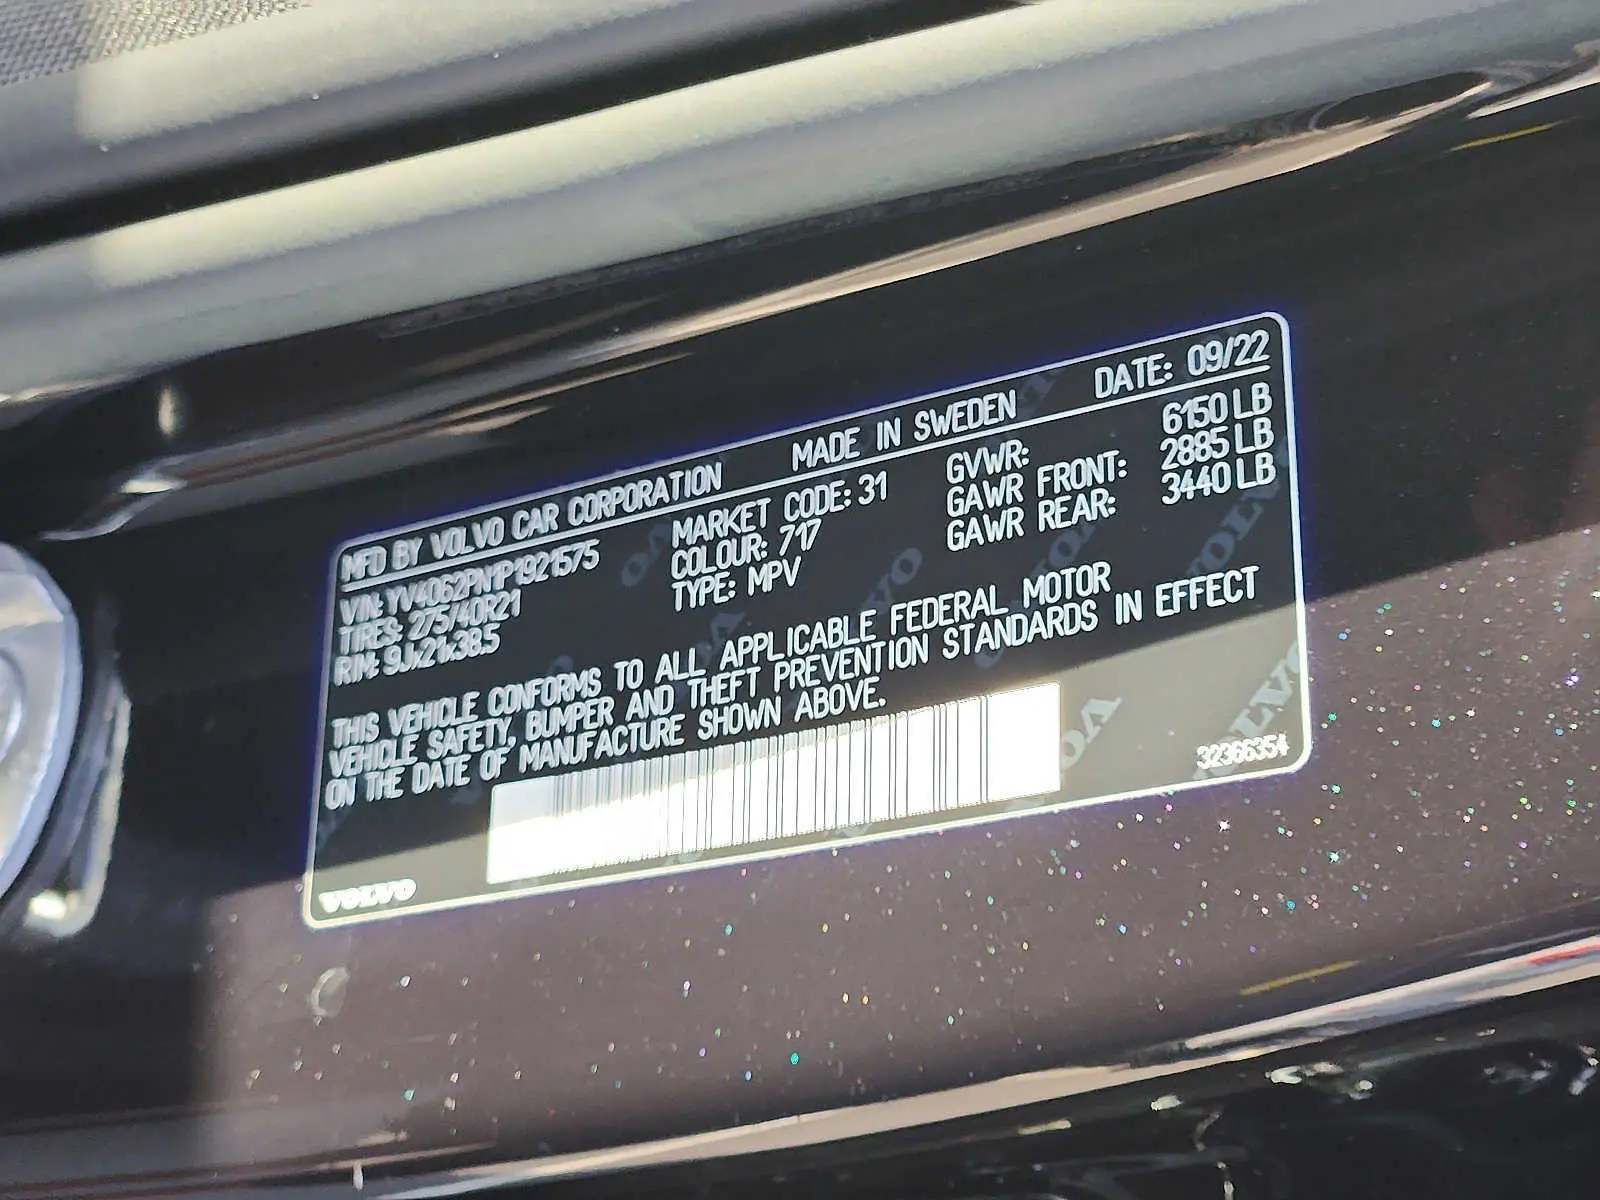 MFD BY VOLVO CAR CORPORATION MADE IN SWEDEN DATE: 09/22
VIN: YV4062PN1P1921575 MARKET CODE: 31 GVWR: 6150 LB
TIRES: 275/40R21 COLOUR: 717 GAWR FRONT: 2885 LB
RIM: 9Jx21x38.5 TYPE: MPV GAWR REAR: 3440 LB
THIS VEHICLE CONFORMS TO ALL APPLICABLE FEDERAL MOTOR
VEHICLE SAFETY, BUMPER AND THEFT PREVENTION STANDARDS IN EFFECT
ON THE DATE OF MANUFACTURE SHOWN ABOVE.
32366354
VOLVO